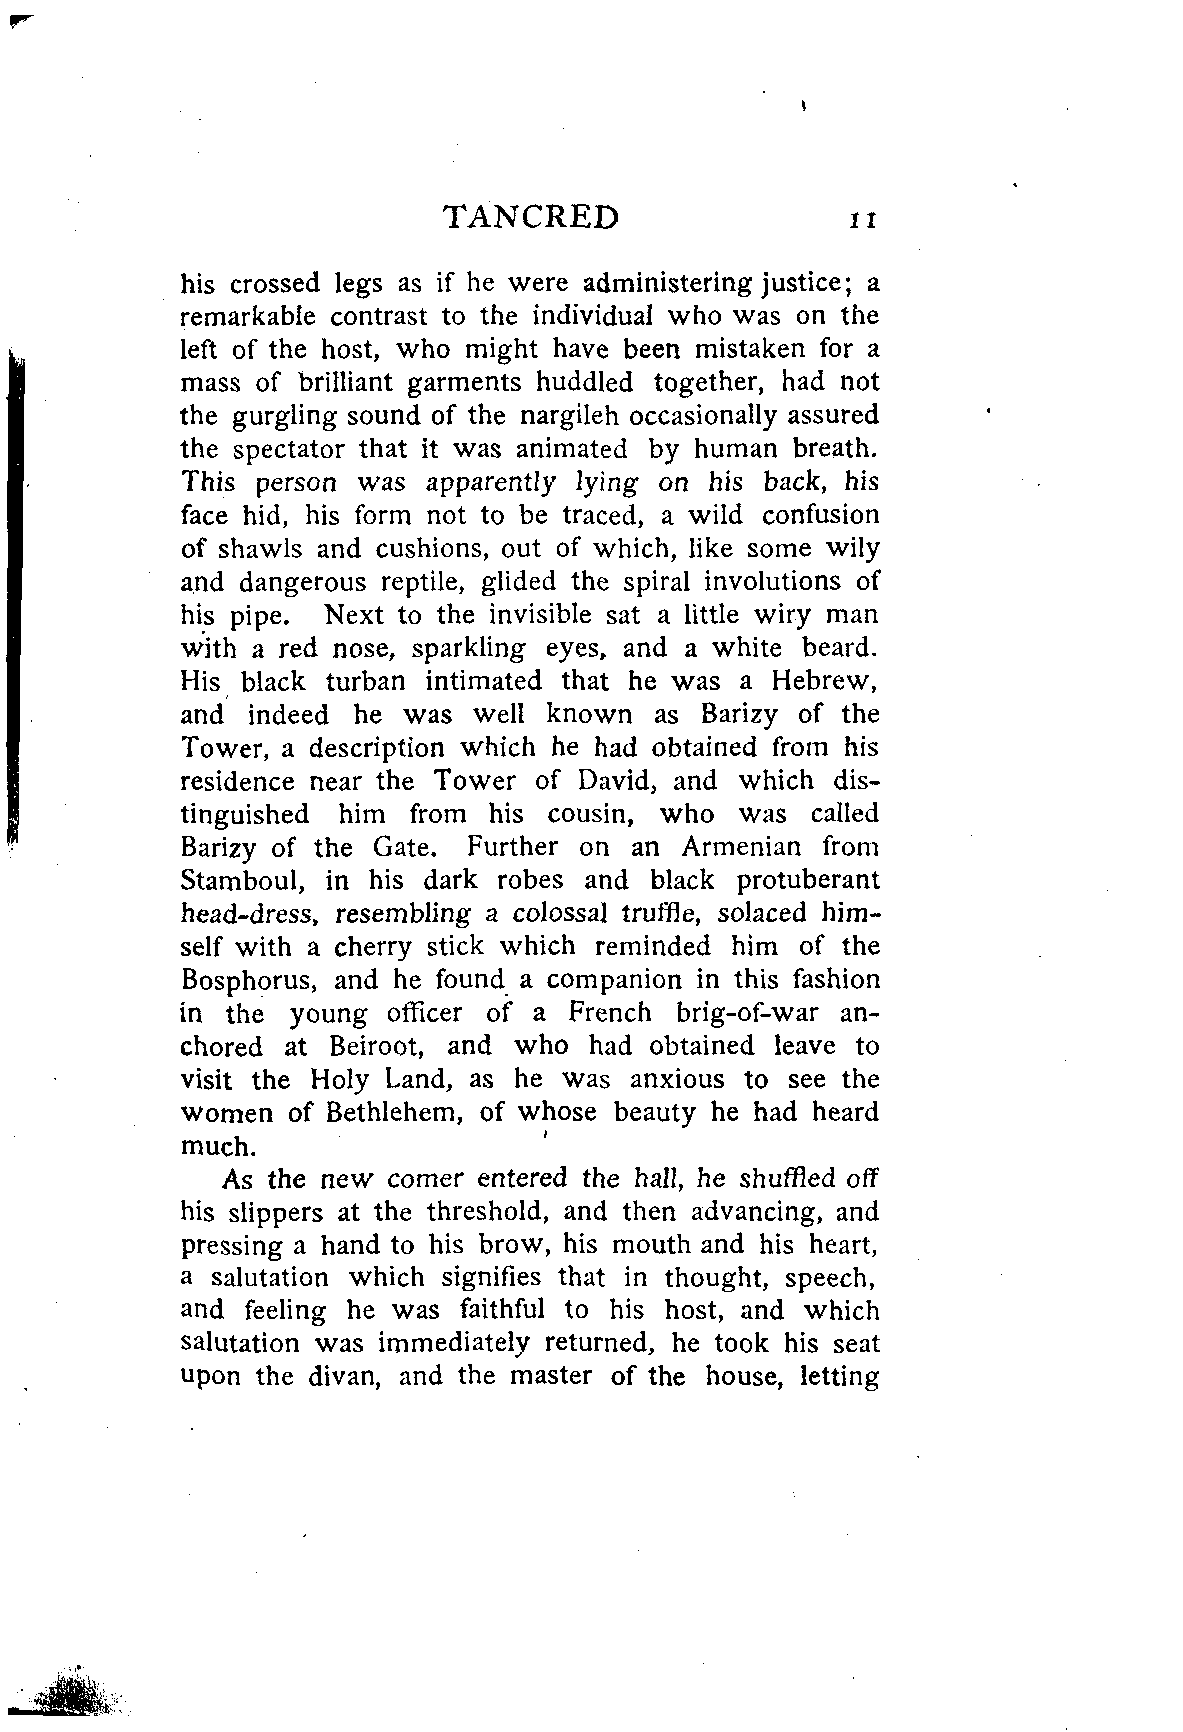 TANCRED 11
his crossed legs as if he were administering justice; a
remarkable contrast to the individual who was on the
left of the host, who might have been mistaken for a
mass of brilliant garments huddled together, had not
the gurgling sound of the nargileh occasionally assured
the spectator that it was animated by human breath.
This person was apparently lying on his back, his
face hid, his form not to be traced, a wild confusion
of shawls and cushions, out of which, like some wily
and dangerous reptile, glided the spiral involutions of
his pipe. Next to the invisible sat a little wiry man
with a red nose, sparkling eyes, and a white beard.
His black turban intimated that he was a Hebrew,
and indeed he was well known as Barizy of the
Tower, a description which he had obtained from his
residence near the Tower of David, and which dis-
tinguished him from his cousin, who was called
Barizy of the Gate. Further on an Armenian from
Stamboul, in his dark robes and black protuberant
head-dress, resembling a colossal truffle, solaced him-
self with a cherry stick which reminded him of the
Bosphorus, and he found a companion in this fashion
in the young officer of a French brig-of-war an-
chored at Beiroot, and who had obtained leave to
visit the Holy Land, as he was anxious to see the
women of Bethlehem, of whose beauty he had heard
much.
As the new comer entered the hall, he shuffled off
his slippers at the threshold, and then advancing, and
pressing a hand to his brow, his mouth and his heart,
a salutation which signifies that in thought, speech,
and feeling he was faithful to his host, and which
salutation was immediately returned, he took his seat
upon the divan, and the master of the house, letting